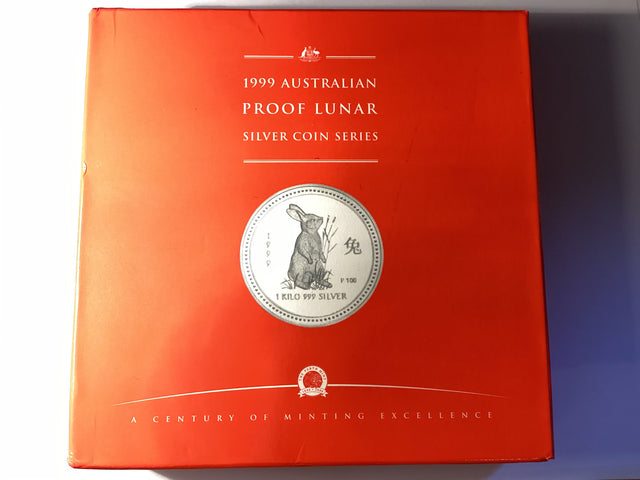 1999 AUSTRALIAN
PROOF LUNAR
SILVER COIN SERIES
1999
兔
P100
1 KILO 999 SILVER
A CENTURY OF MINTING EXCELLENCE